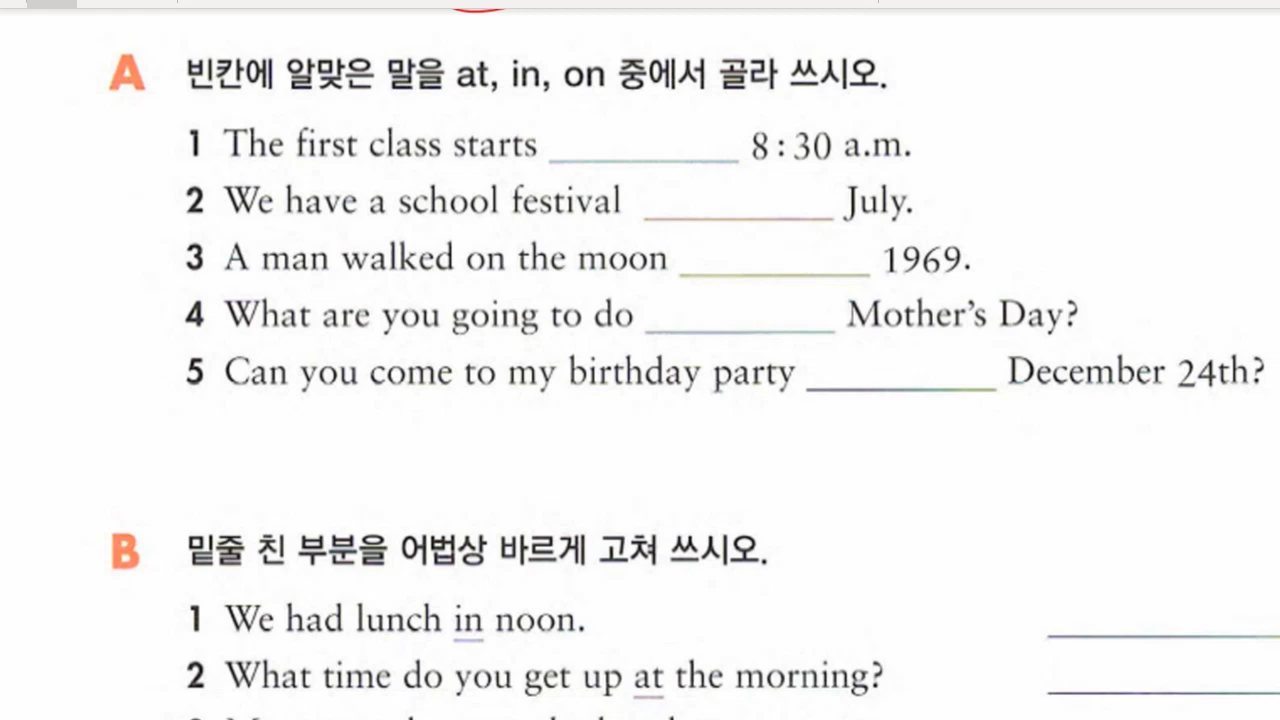 A 빈칸에 알맞은 말을 at, in, on 중에서 골라 쓰시오.
1 The first class starts 8:30 a.m.
2 We have a school festival July.
3 A man walked on the moon 1969.
4 What are you going to do Mother's Day?
5 Can you come to my birthday party December 24th?
B 밑줄 친 부분을 어법상 바르게 고쳐 쓰시오.
1 We had lunch in noon.
2 What time do you get up at the morning?